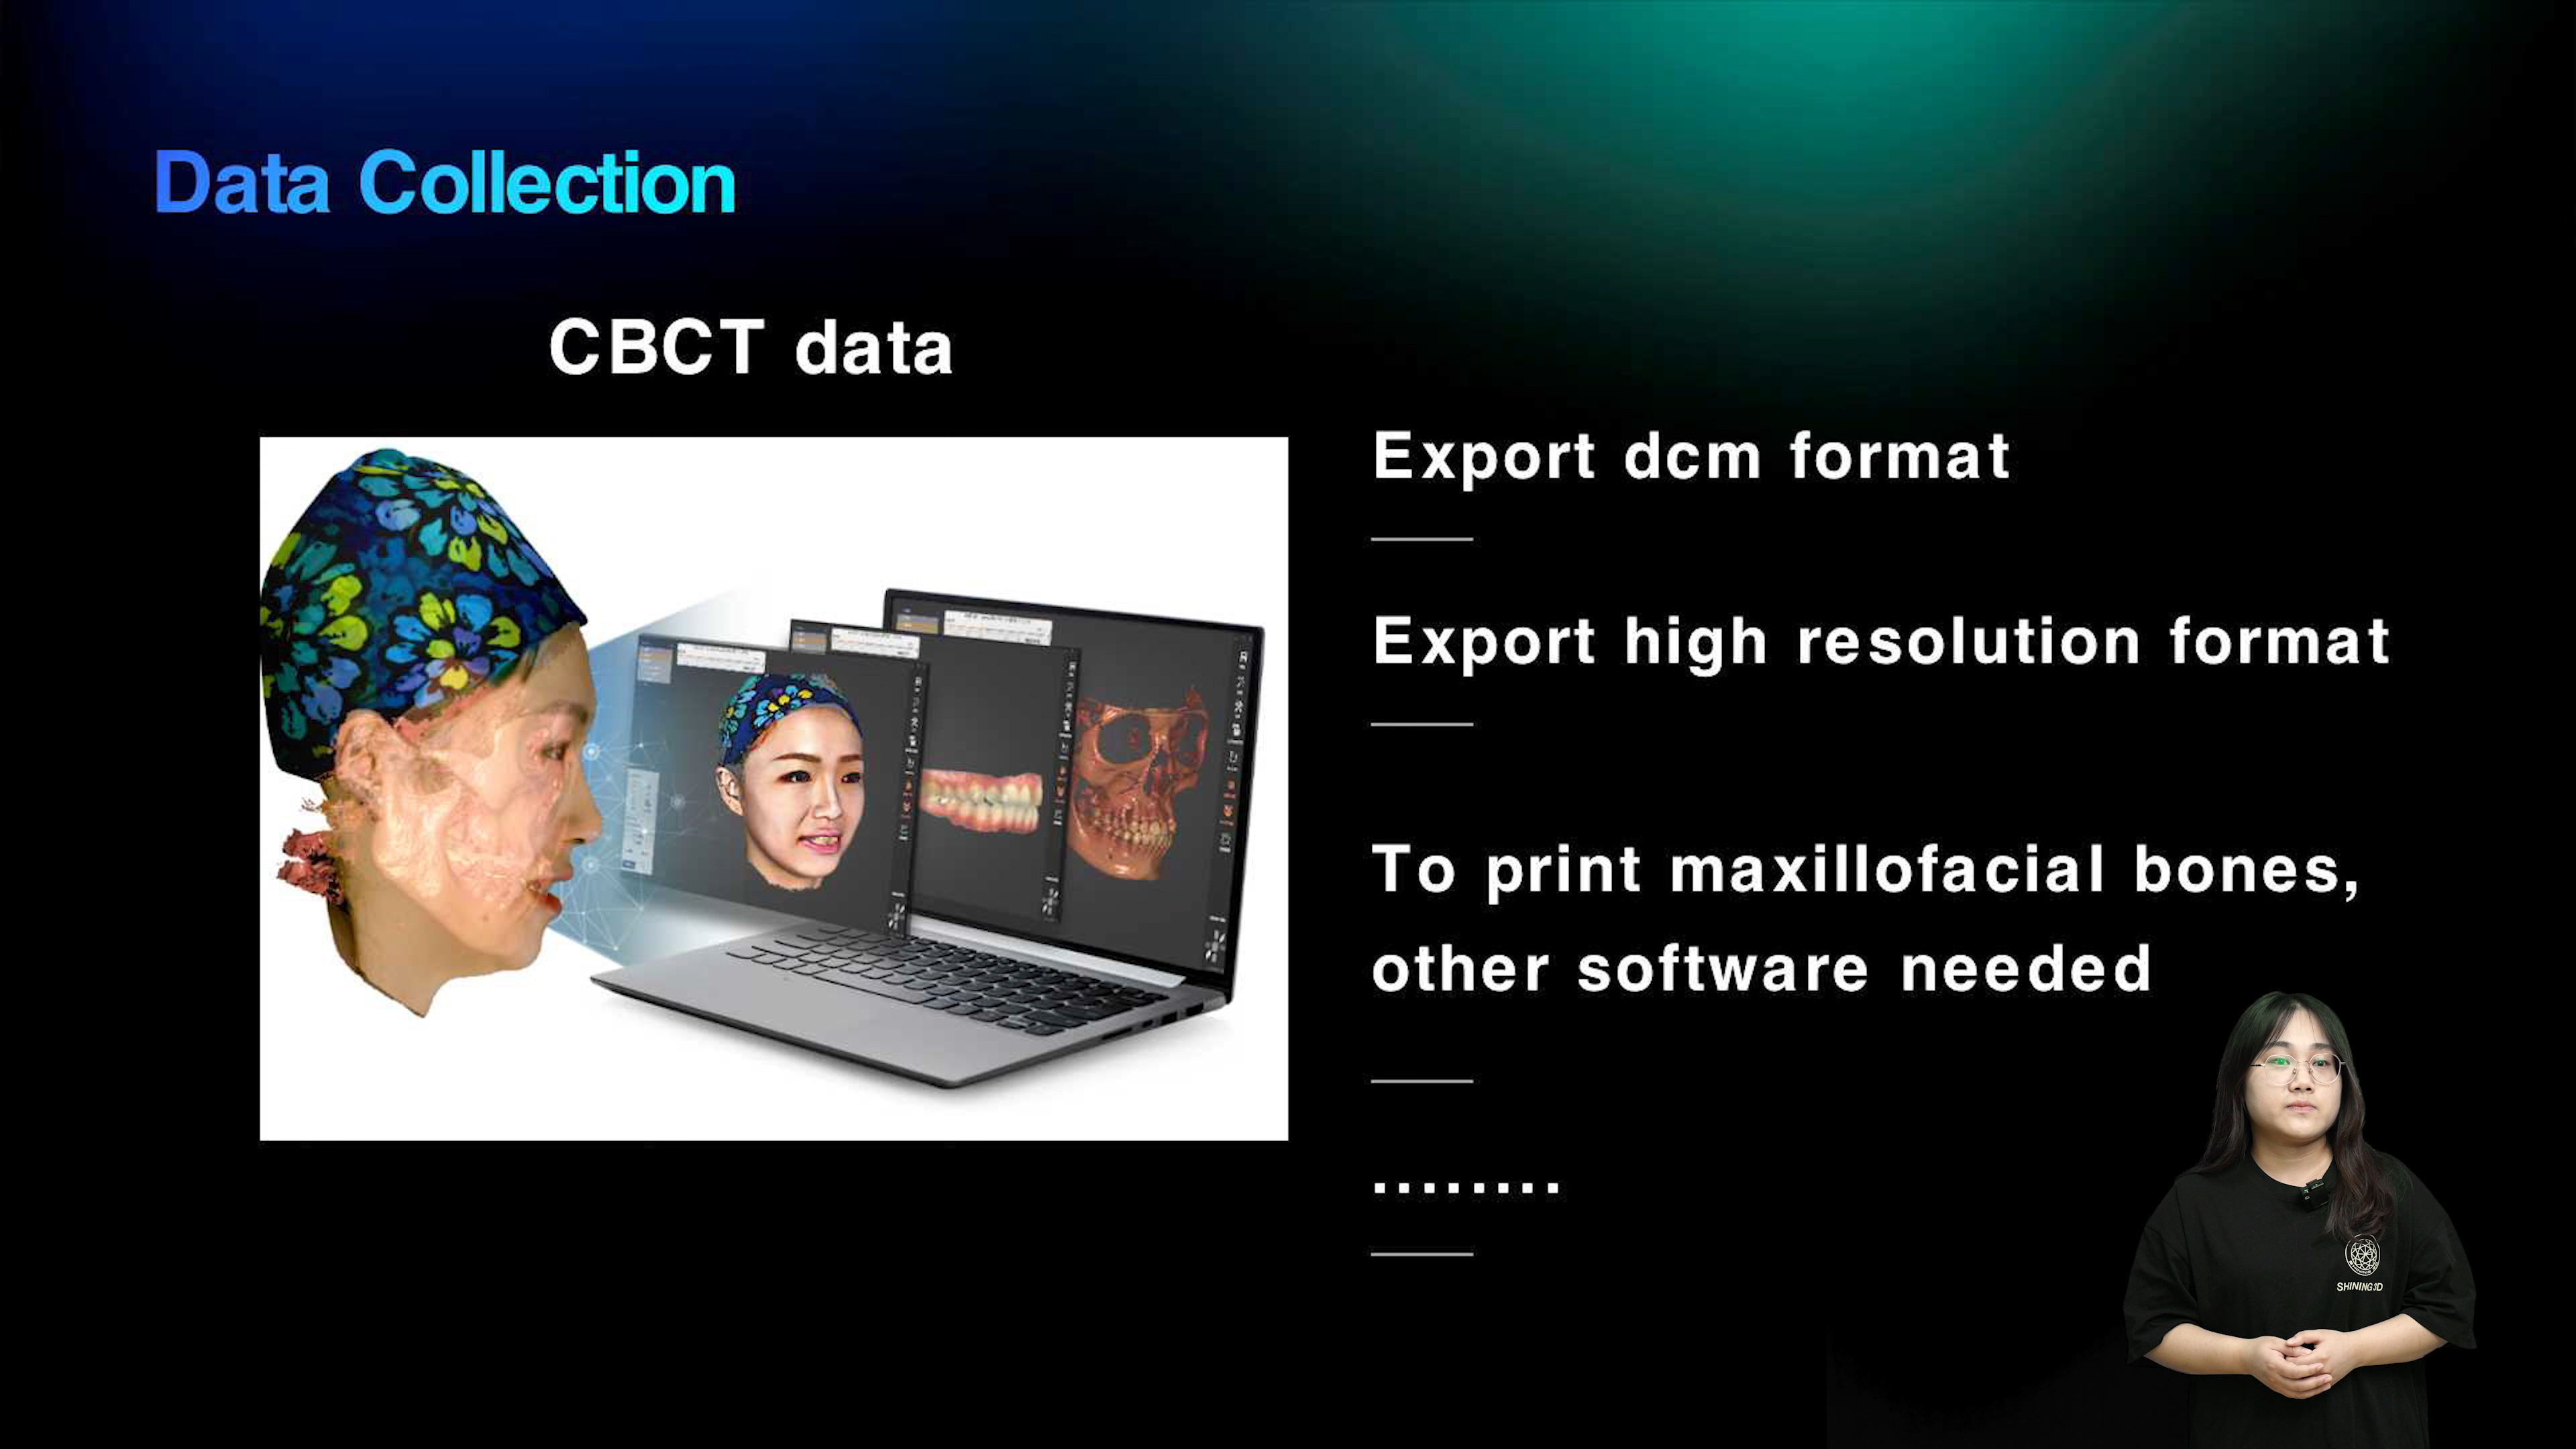 Data Collection
CBCT data
Export dcm format
Export high resolution format
To print maxillofacial bones,
other software needed
........
SHINING3D